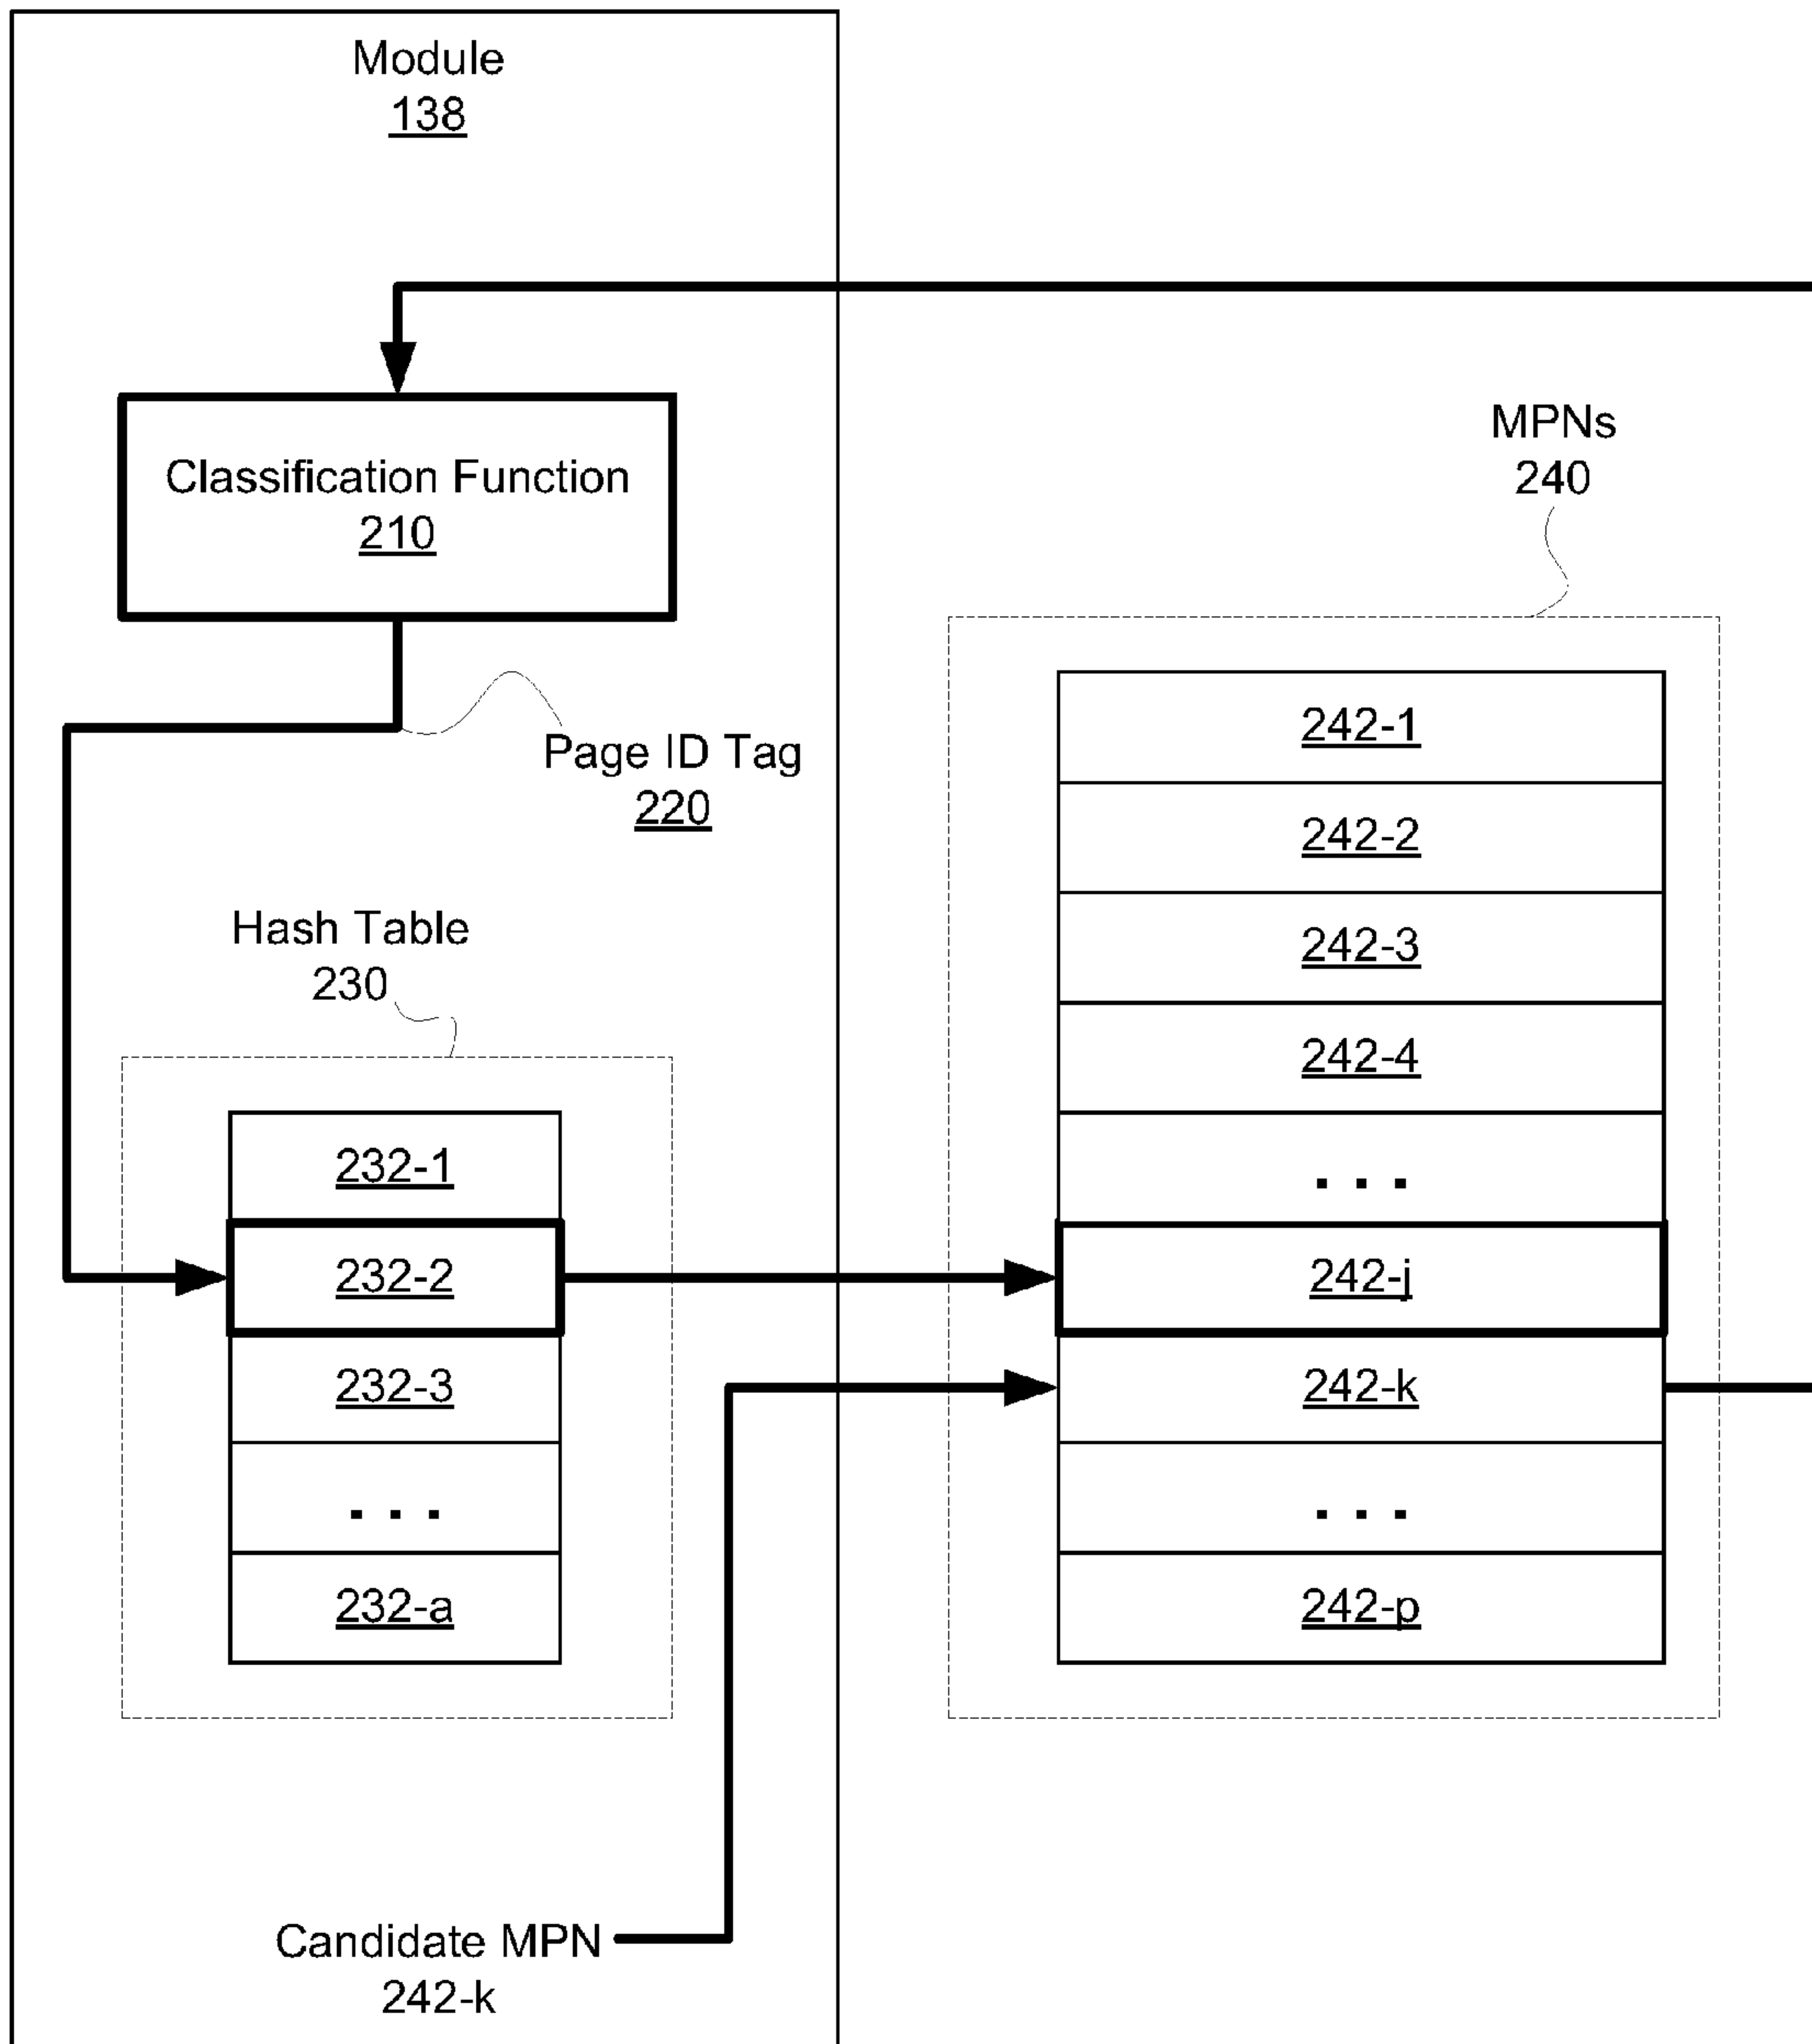 Module
138
Classification Function
210
Page ID Tag
220
Hash Table
230
232-1
232-2
232-3
. . .
232-a
Candidate MPN
242-k
MPNs
240
242-1
242-2
242-3
242-4
. . .
242-j
242-k
. . .
242-p